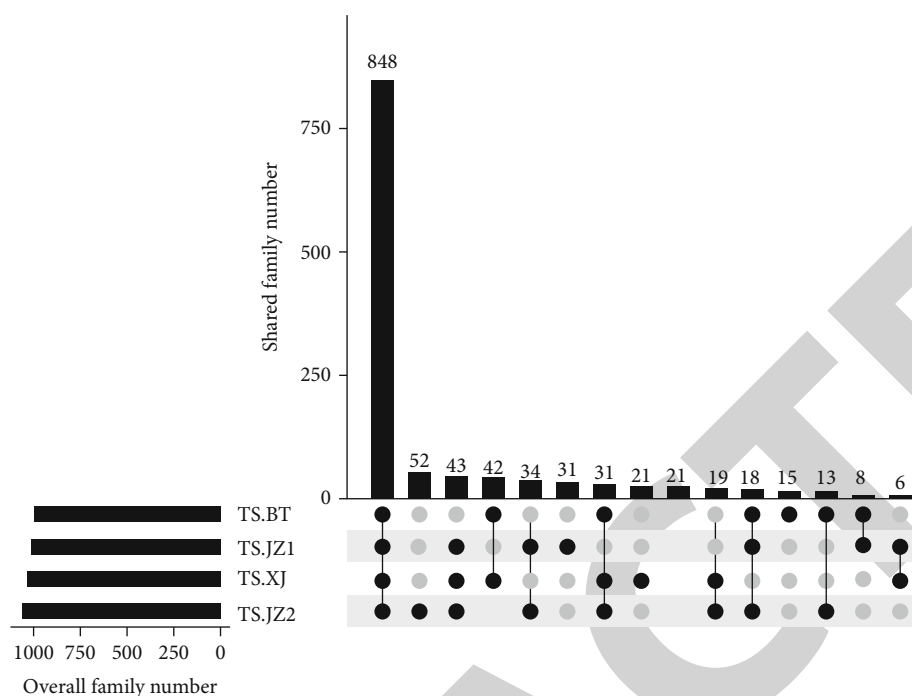 848
750
500
250
0
Shared family number
52 43 42 34 31 31 21 21 19 18 15 13 8 6
TS.BT
TS.JZ1
TS.XJ
TS.JZ2
1000 750 500 250 0
Overall family number